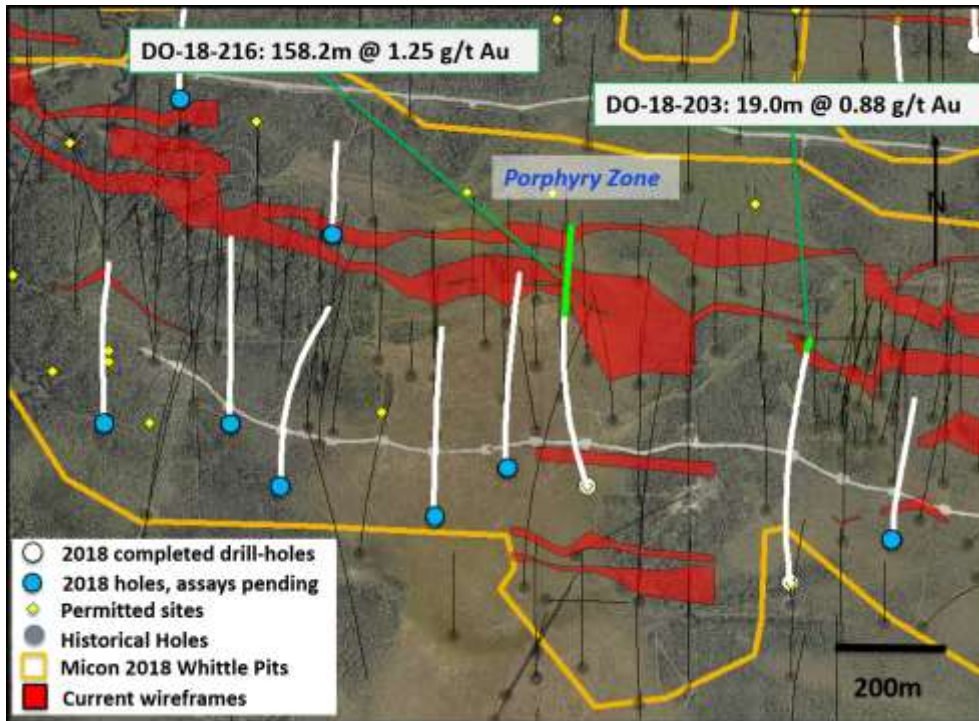 DO-18-216: 158.2m @ 1.25 g/t Au
DO-18-203: 19.0m @ 0.88 g/t Au
Porphyry Zone
N
2018 completed drill-holes
2018 holes, assays pending
Permitted sites
Historical Holes
Micon 2018 Whittle Pits
Current wireframes
200m